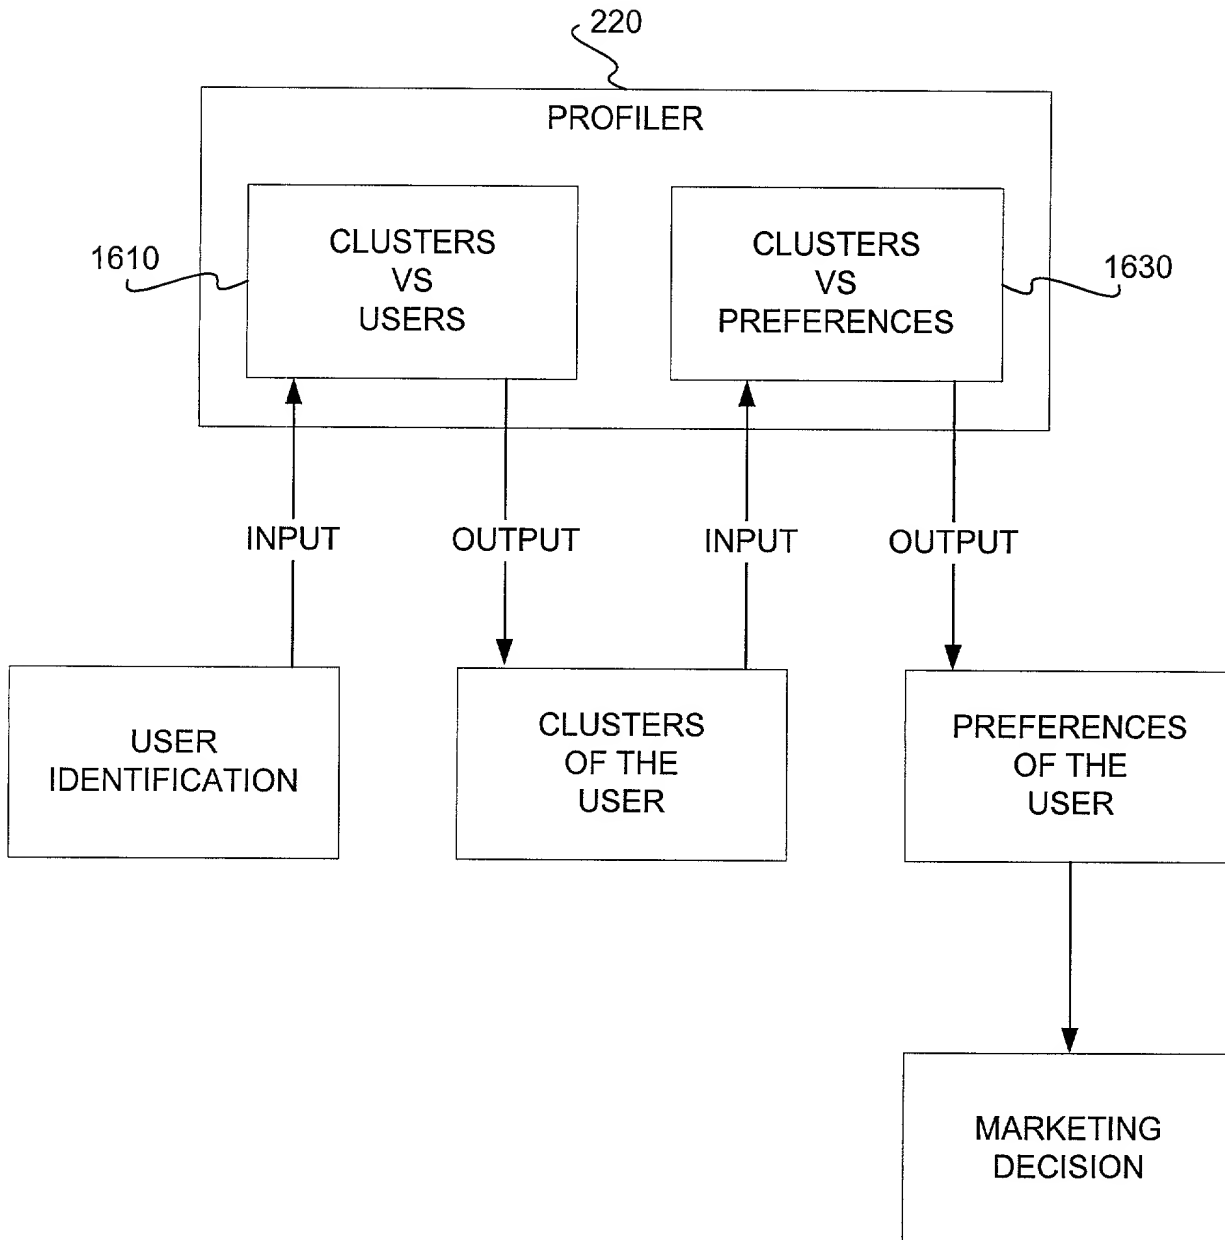 220
PROFILER
1610
CLUSTERS
VS
USERS
CLUSTERS
VS
PREFERENCES
1630
INPUT
OUTPUT
INPUT
OUTPUT
USER
IDENTIFICATION
CLUSTERS
OF THE
USER
PREFERENCES
OF THE
USER
MARKETING
DECISION